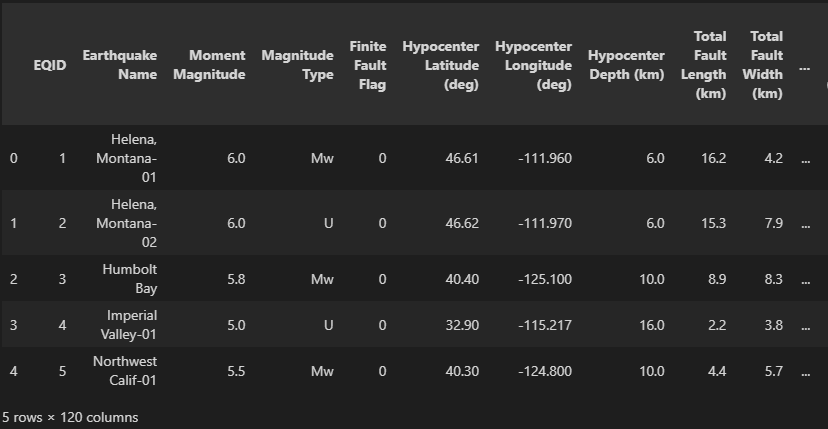 EQID Earthquake Name Moment Magnitude Magnitude Type Finite Fault Flag Hypocenter Latitude (deg) Hypocenter Longitude (deg) Hypocenter Depth (km) Total Fault Length (km) Total Fault Width (km) ...
0 1 Helena, Montana-01 6.0 Mw 0 46.61 -111.960 6.0 16.2 4.2 ...
1 2 Helena, Montana-02 6.0 U 0 46.62 -111.970 6.0 15.3 7.9 ...
2 3 Humbolt Bay 5.8 Mw 0 40.40 -125.100 10.0 8.9 8.3 ...
3 4 Imperial Valley-01 5.0 U 0 32.90 -115.217 16.0 2.2 3.8 ...
4 5 Northwest Calif-01 5.5 Mw 0 40.30 -124.800 10.0 4.4 5.7 ...
5 rows × 120 columns